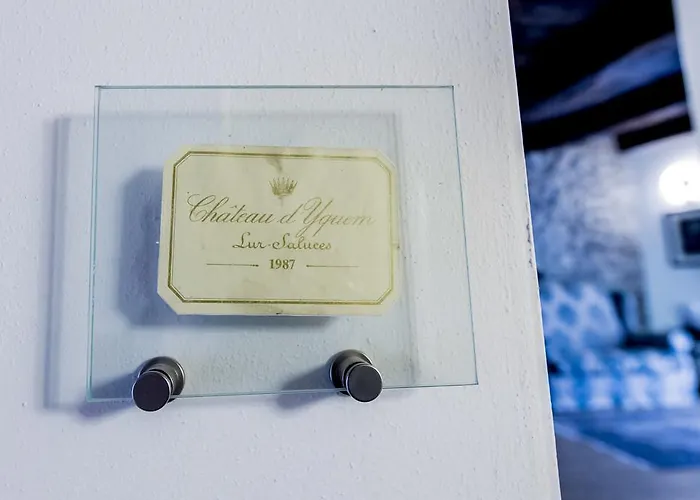 Château d'Yquem
Lur-Saluces
1987